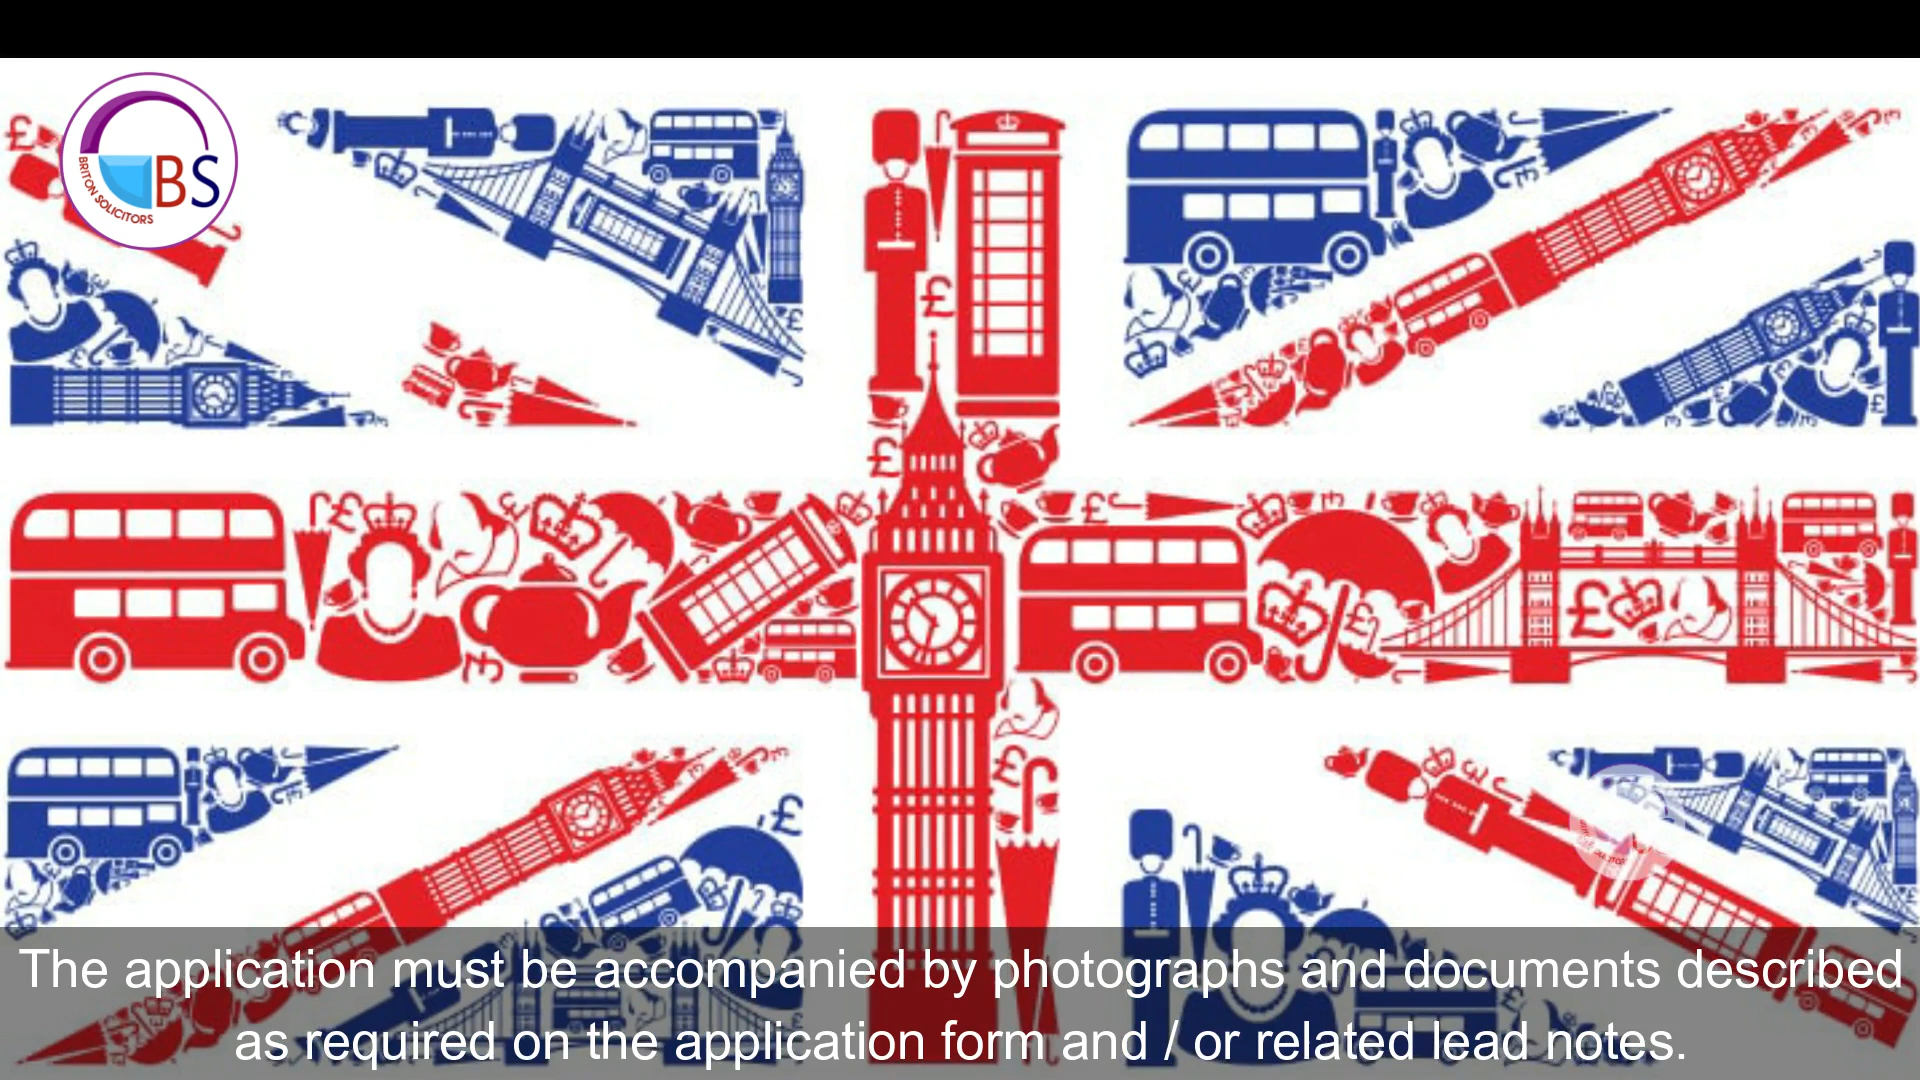 BS
BRITON SOLICITORS
The application must be accompanied by photographs and documents described
as required on the application form and / or related lead notes.